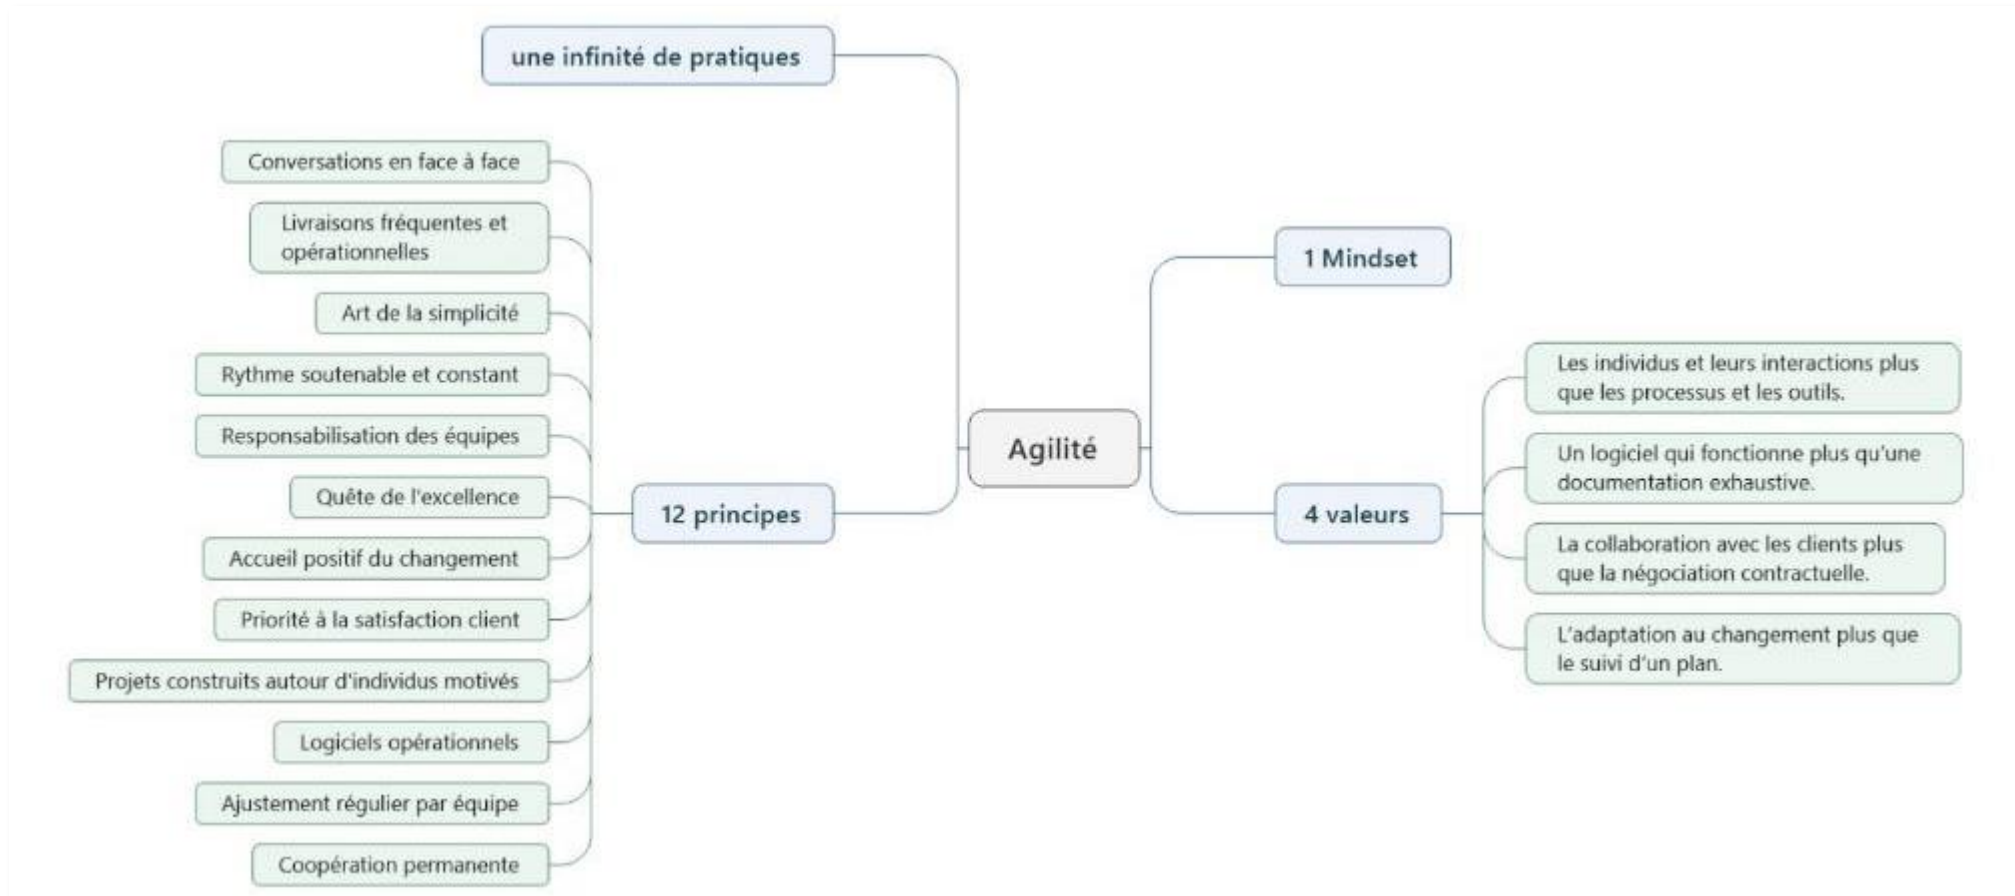 une infinité de pratiques
Conversations en face à face
Livraisons fréquentes et
opérationnelles
Art de la simplicité
Rythme soutenable et constant
Responsabilisation des équipes
Quête de l'excellence
Accueil positif du changement
Priorité à la satisfaction client
Projets construits autour d'individus motivés
Logiciels opérationnels
Ajustement régulier par équipe
Coopération permanente
12 principes
Agilité
1 Mindset
4 valeurs
Les individus et leurs interactions plus
que les processus et les outils.
Un logiciel qui fonctionne plus qu'une
documentation exhaustive.
La collaboration avec les clients plus
que la négociation contractuelle.
L'adaptation au changement plus que
le suivi d'un plan.